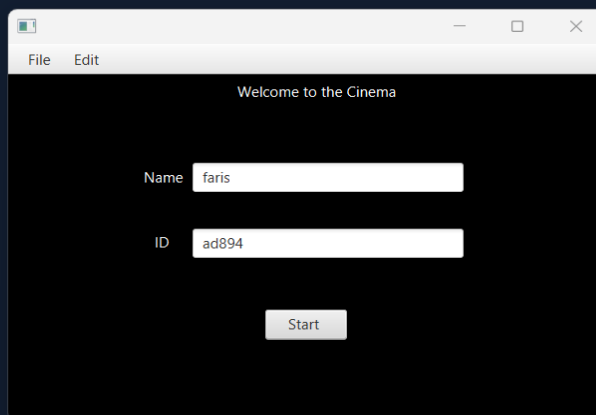 File Edit
Welcome to the Cinema
Name faris
ID ad894
Start